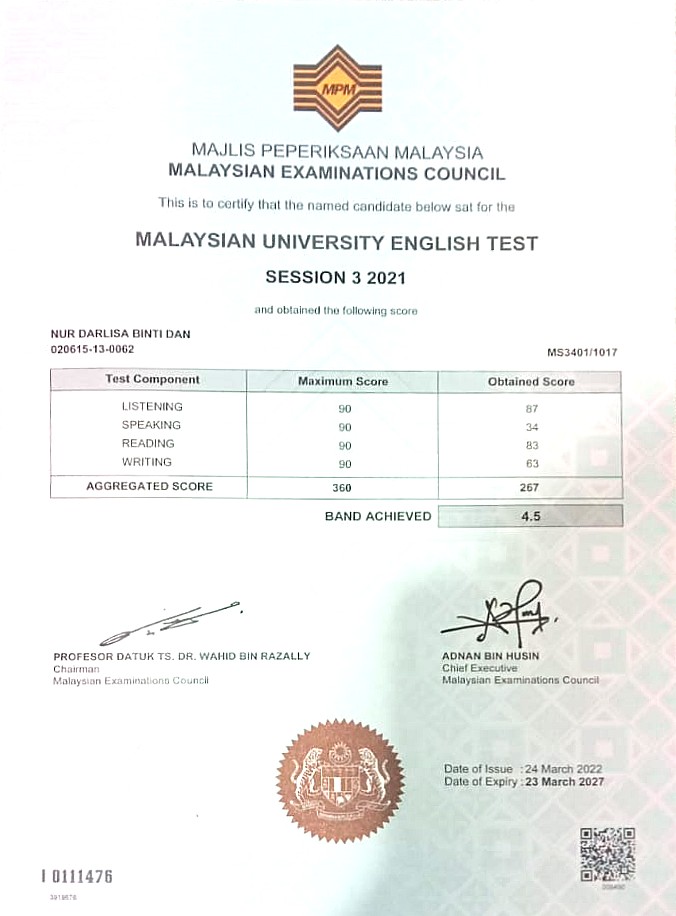 MPM
MAJLIS PEPERIKSAAN MALAYSIA
MALAYSIAN EXAMINATIONS COUNCIL
This is to certify that the named candidate below sat for the
MALAYSIAN UNIVERSITY ENGLISH TEST
SESSION 3 2021
and obtained the following score
NUR DARLISA BINTI DAN
020615-13-0062
MS3401/1017
Test Component Maximum Score Obtained Score
LISTENING 90 87
SPEAKING 90 34
READING 90 83
WRITING 90 63
AGGREGATED SCORE 360 267
BAND ACHIEVED 4.5
PROFESOR DATUK TS. DR. WAHID BIN RAZALLY
Chairman
Malaysian Examinations Council
ADNAN BIN HUSIN
Chief Executive
Malaysian Examinations Council
Date of Issue : 24 March 2022
Date of Expiry : 23 March 2027
I 0111476